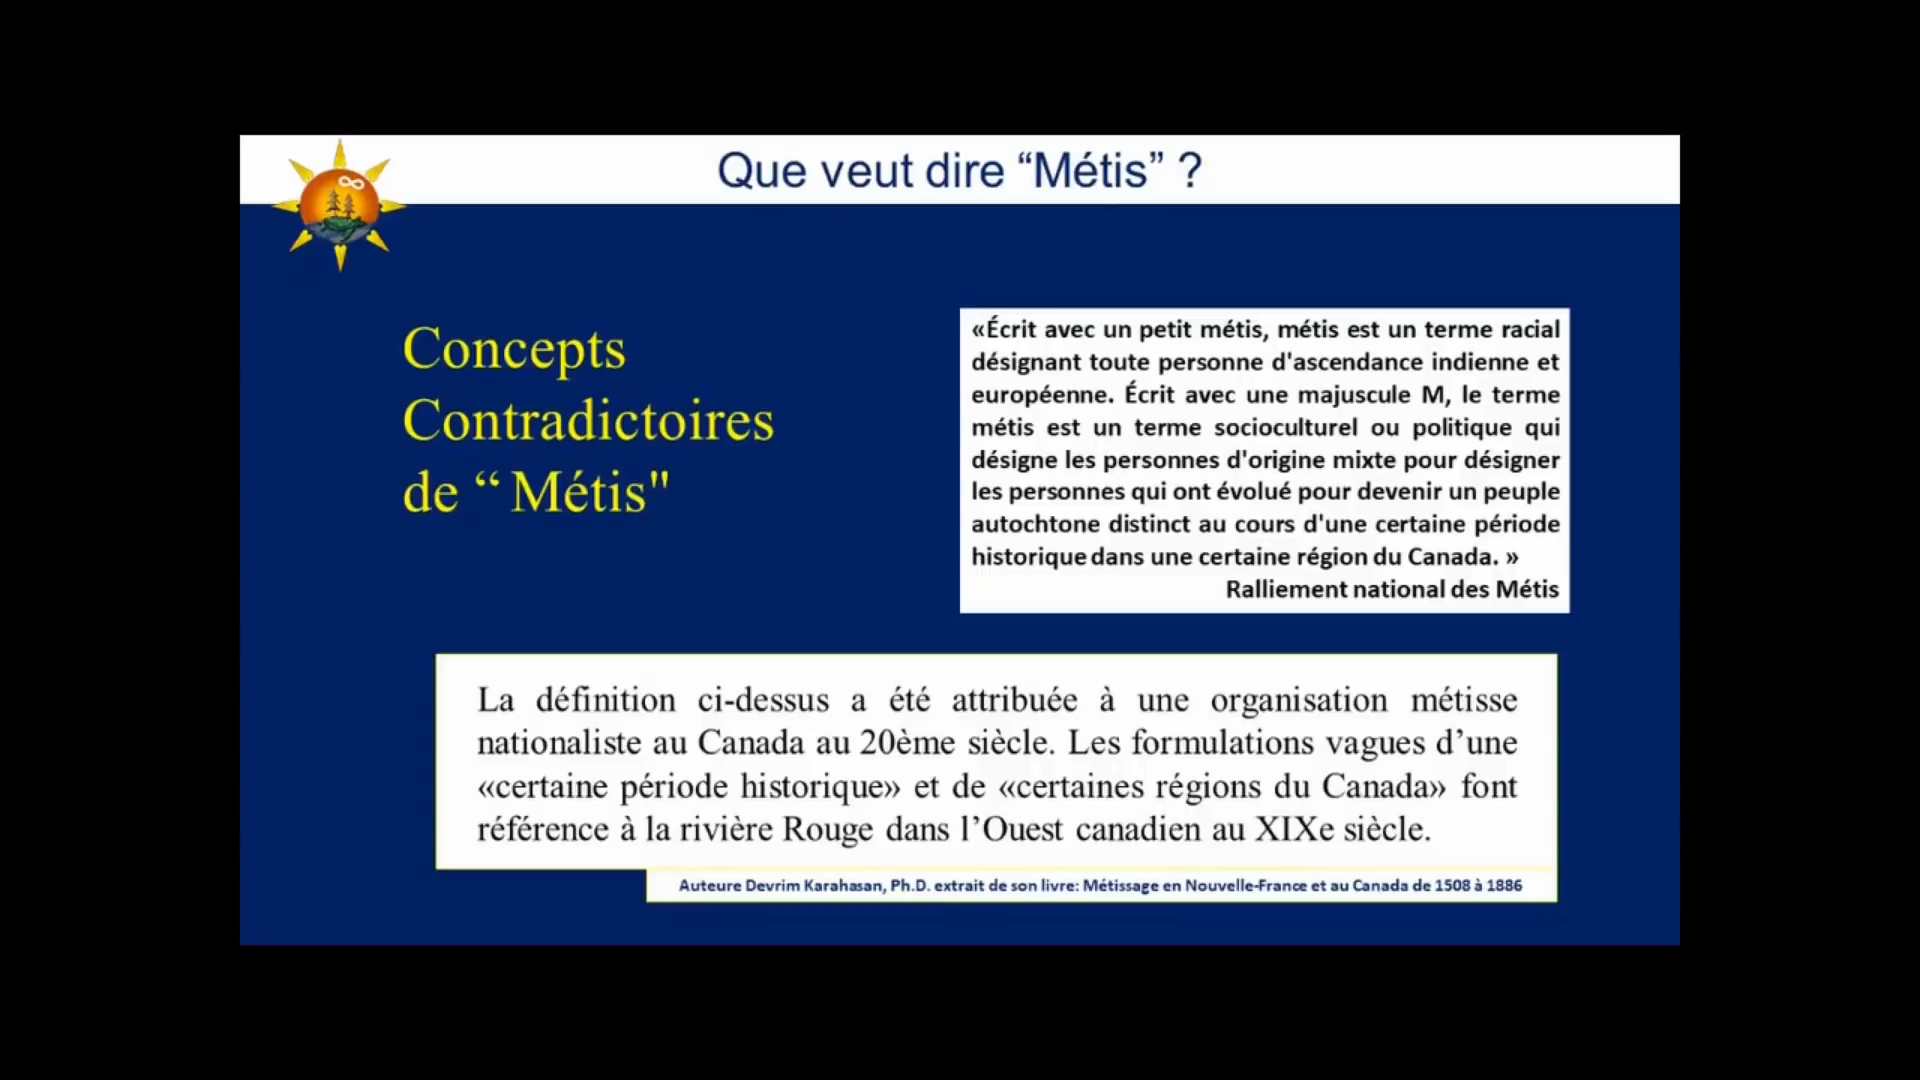 Que veut dire “Métis” ?
Concepts
Contradictoires
de “ Métis"
«Écrit avec un petit métis, métis est un terme racial
désignant toute personne d'ascendance indienne et
européenne. Écrit avec une majuscule M, le terme
métis est un terme socioculturel ou politique qui
désigne les personnes d'origine mixte pour désigner
les personnes qui ont évolué pour devenir un peuple
autochtone distinct au cours d'une certaine période
historique dans une certaine région du Canada. »
Ralliement national des Métis
La définition ci-dessus a été attribuée à une organisation métisse
nationaliste au Canada au 20ème siècle. Les formulations vagues d’une
«certaine période historique» et de «certaines régions du Canada» font
référence à la rivière Rouge dans l’Ouest canadien au XIXe siècle.
Auteure Devrim Karahasan, Ph.D. extrait de son livre: Métissage en Nouvelle-France et au Canada de 1508 à 1886